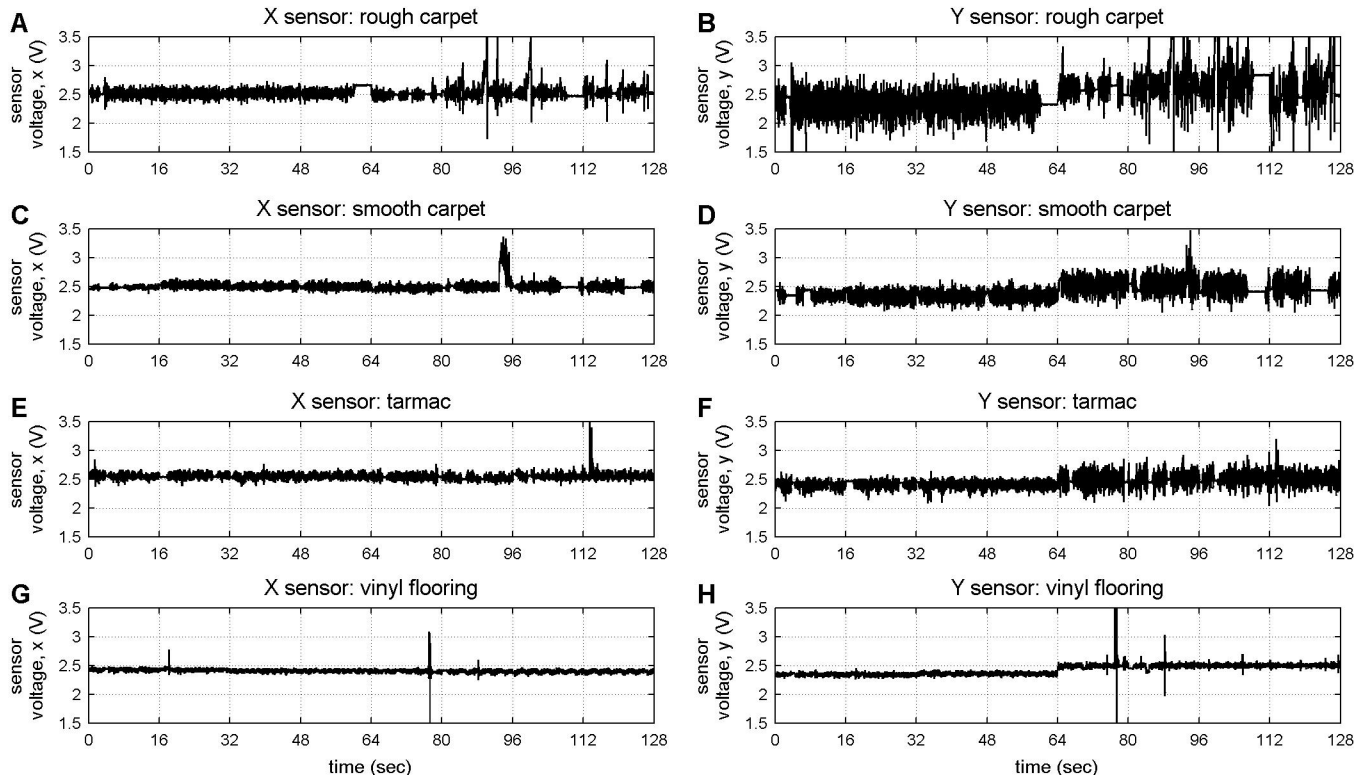 A X sensor: rough carpet
sensor
voltage, x (V)
3.5
3
2.5
2
1.5
0 16 32 48 64 80 96 112 128
B Y sensor: rough carpet
sensor
voltage, y (V)
3.5
3
2.5
2
1.5
0 16 32 48 64 80 96 112 128
C X sensor: smooth carpet
sensor
voltage, x (V)
3.5
3
2.5
2
1.5
0 16 32 48 64 80 96 112 128
D Y sensor: smooth carpet
sensor
voltage, y (V)
3.5
3
2.5
2
1.5
0 16 32 48 64 80 96 112 128
E X sensor: tarmac
sensor
voltage, x (V)
3.5
3
2.5
2
1.5
0 16 32 48 64 80 96 112 128
F Y sensor: tarmac
sensor
voltage, y (V)
3.5
3
2.5
2
1.5
0 16 32 48 64 80 96 112 128
G X sensor: vinyl flooring
sensor
voltage, x (V)
3.5
3
2.5
2
1.5
0 16 32 48 64 80 96 112 128
time (sec)
H Y sensor: vinyl flooring
sensor
voltage, y (V)
3.5
3
2.5
2
1.5
0 16 32 48 64 80 96 112 128
time (sec)